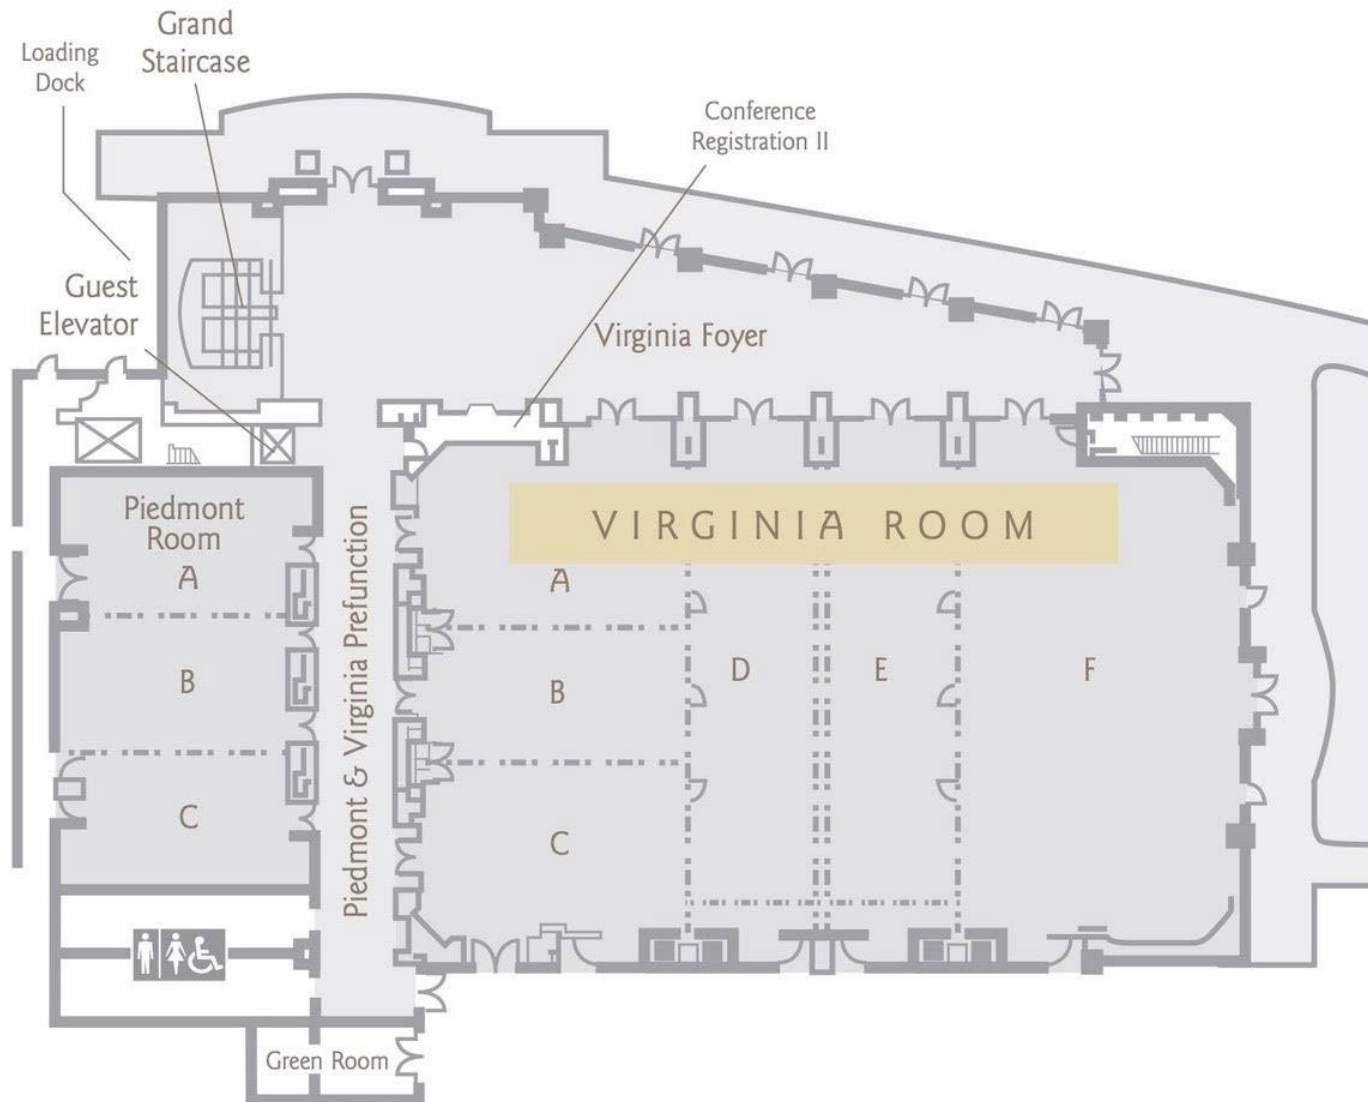 Grand
Staircase
Loading
Dock
Conference
Registration II
Guest
Elevator
Virginia Foyer
Piedmont
Room
A
B
C
Piedmont & Virginia Prefunction
VIRGINIA ROOM
A
B
C
D
E
F
Green Room